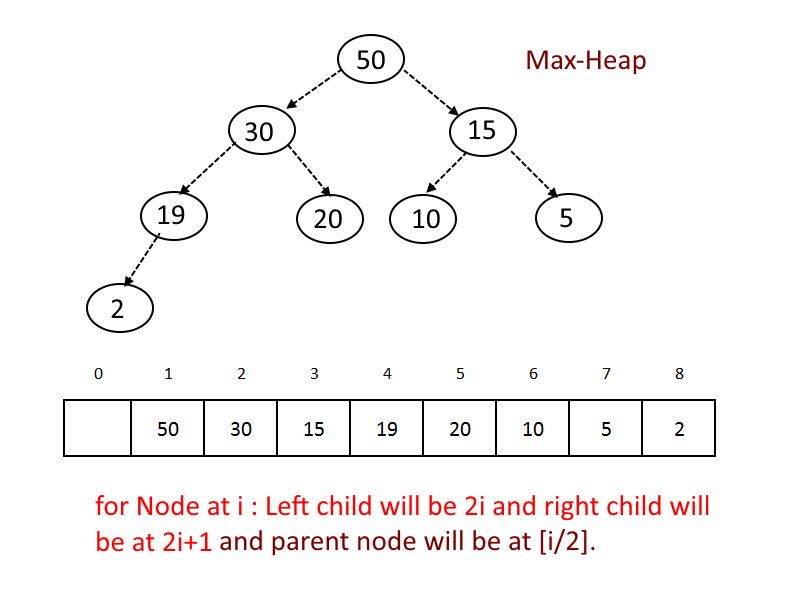 50
Max-Heap
30
15
19
20
10
5
2
0 1 2 3 4 5 6 7 8
50 30 15 19 20 10 5 2
for Node at i : Left child will be 2i and right child will
be at 2i+1 and parent node will be at [i/2].